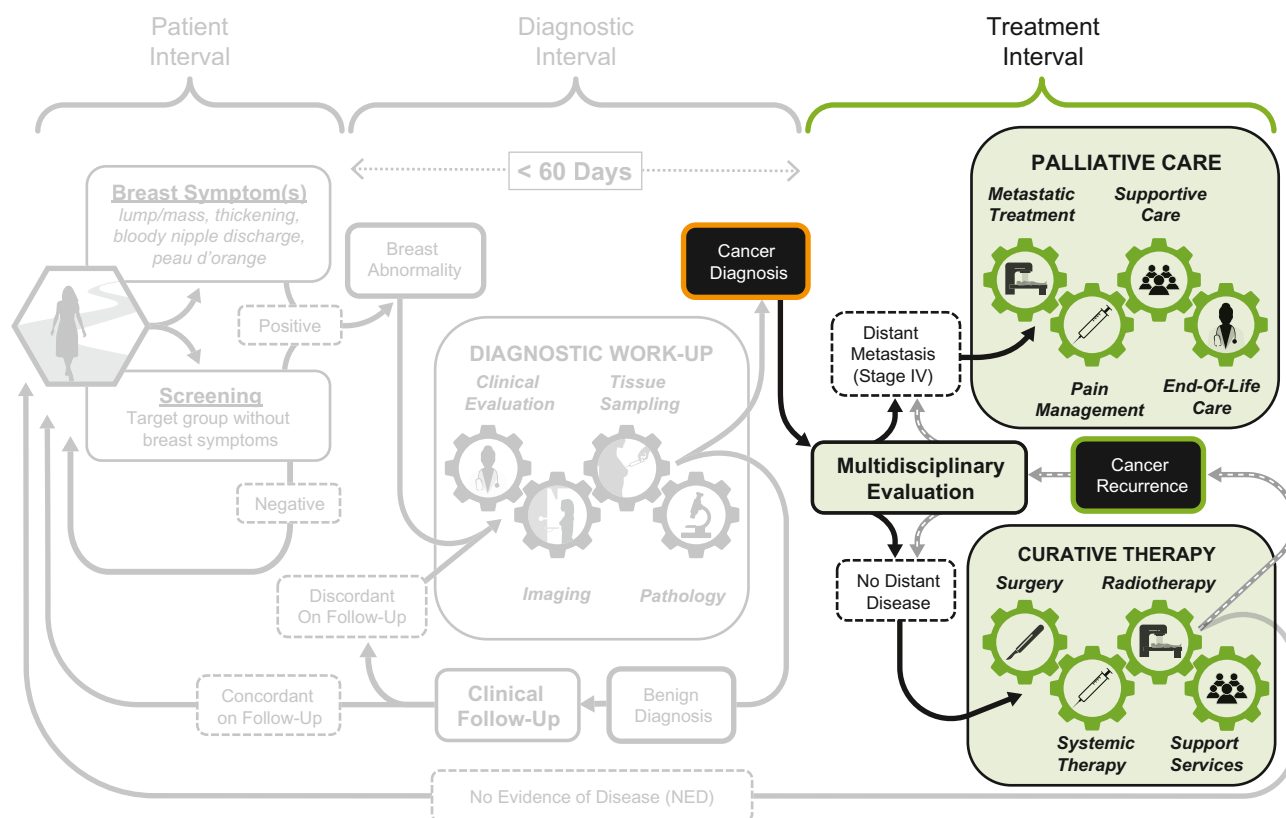 Patient
Interval
Diagnostic
Interval
Treatment
Interval
< 60 Days
Breast Symptom(s)
lump/mass, thickening,
bloody nipple discharge,
peau d'orange
Positive
Screening
Target group without
breast symptoms
Negative
Breast
Abnormality
DIAGNOSTIC WORK-UP
Clinical
Evaluation
Tissue
Sampling
Imaging
Pathology
Discordant
On Follow-Up
Concordant
on Follow-Up
Clinical
Follow-Up
Benign
Diagnosis
No Evidence of Disease (NED)
Cancer
Diagnosis
Distant
Metastasis
(Stage IV)
Multidisciplinary
Evaluation
No Distant
Disease
Cancer
Recurrence
PALLIATIVE CARE
Metastatic
Treatment
Supportive
Care
Pain
Management
End-Of-Life
Care
CURATIVE THERAPY
Surgery
Radiotherapy
Systemic
Therapy
Support
Services